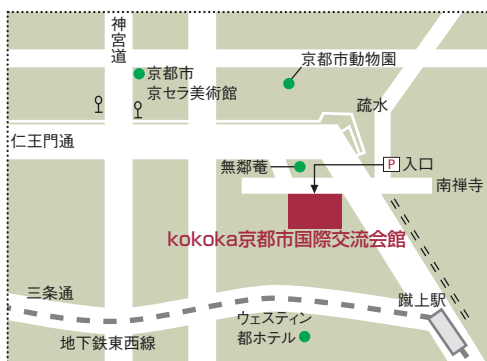 神宮道
京都市
京セラ美術館
京都市動物園
疏水
仁王門通
無鄰菴
P 入口
南禅寺
kokoka京都市国際交流会館
三条通
蹴上駅
ウェスティン
都ホテル
地下鉄東西線